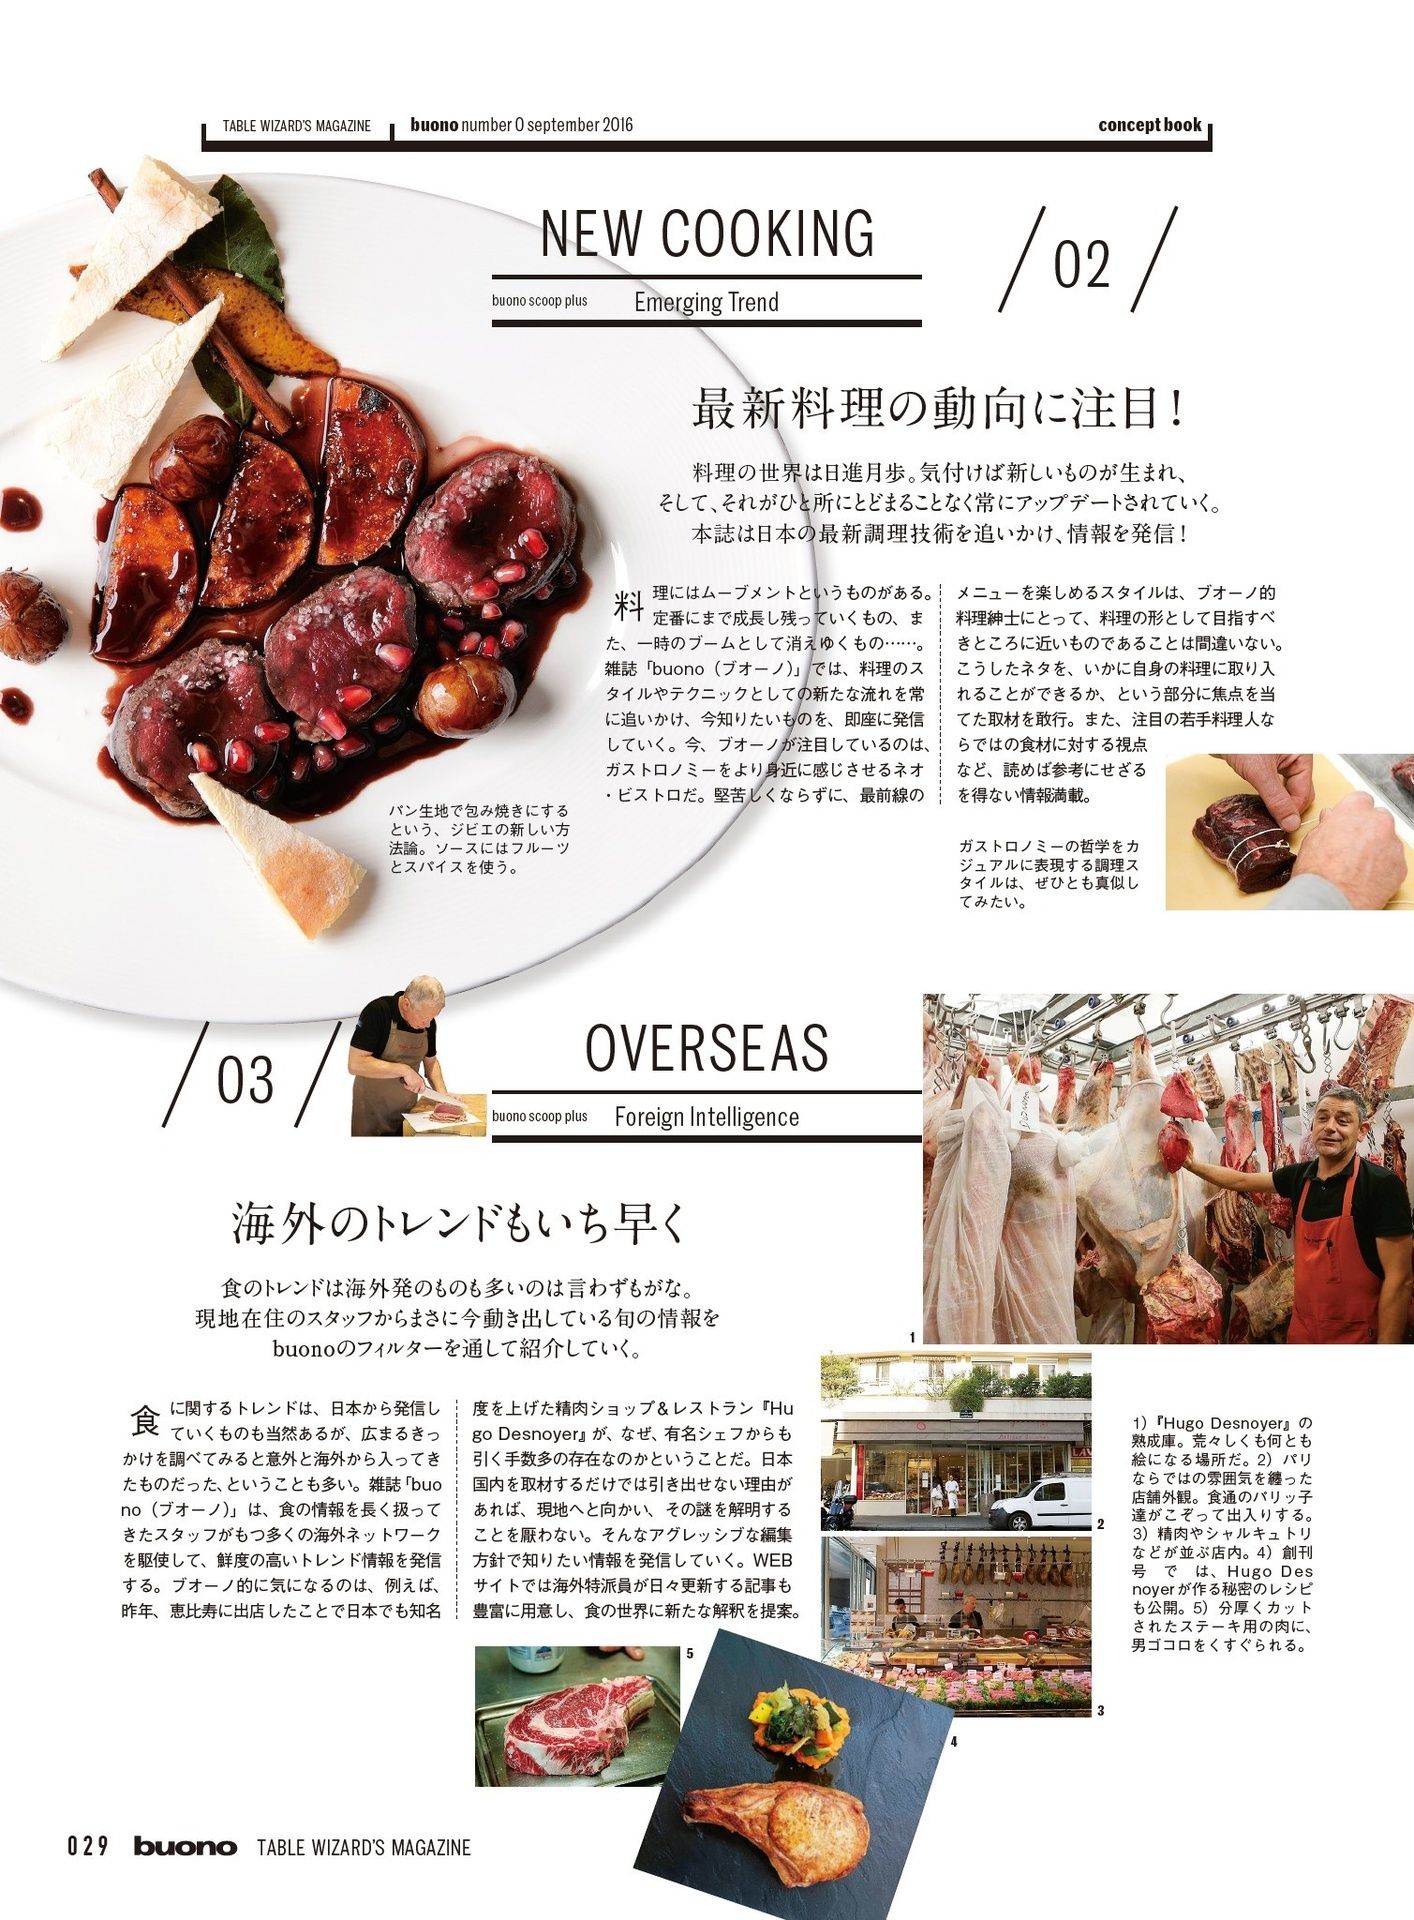 TABLE WIZARD'S MAGAZINE
buono number 0 september 2016
concept book
NEW COOKING
buono scoop plus Emerging Trend
02
最新料理の動向に注目!
料理の世界は日進月歩。気付けば新しいものが生まれ、
そして、それがひと所にとどまることなく常にアップデートされていく。
本誌は日本の最新調理技術を追いかけ、情報を発信!
料理にはムーブメントというものがある。
定番にまで成長し残っていくもの、ま
た、一時のブームとして消えゆくもの……。
雑誌「buono（ブオーノ）」では、料理のス
タイルやテクニックとしての新たな流れを常
に追いかけ、今知りたいものを、即座に発信
していく。今、ブオーノが注目しているのは、
ガストロノミーをより身近に感じさせるネオ
・ビストロだ。堅苦しくならずに、最前線の
メニューを楽しめるスタイルは、ブオーノ的
料理紳士にとって、料理の形として目指すべ
きところに近いものであることは間違いない。
こうしたネタを、いかに自身の料理に取り入
れることができるか、という部分に焦点を当
てた取材を敢行。また、注目の若手料理人な
らではの食材に対する視点
など、読めば参考にせざる
を得ない情報満載。
パン生地で包み焼きにする
という、ジビエの新しい方
法論。ソースにはフルーツ
とスパイスを使う。
ガストロノミーの哲学をカ
ジュアルに表現する調理ス
タイルは、ぜひとも真似し
てみたい。
03
OVERSEAS
buono scoop plus Foreign Intelligence
海外のトレンドもいち早く
食のトレンドは海外発のものも多いのは言わずもがな。
現地在住のスタッフからまさに今動き出している旬の情報を
buonoのフィルターを通して紹介していく。
食に関するトレンドは、日本から発信し
ていくものも当然あるが、広まるきっ
かけを調べてみると意外と海外から入ってき
たものだった、ということも多い。雑誌「buo
no（ブオーノ）」は、食の情報を長く扱って
きたスタッフがもつ多くの海外ネットワーク
を駆使して、鮮度の高いトレンド情報を発信
する。ブオーノ的に気になるのは、例えば、
昨年、恵比寿に出店したことで日本でも知名
度を上げた精肉ショップ＆レストラン『Hu
go Desnoyer』が、なぜ、有名シェフからも
引く手数多の存在なのかということだ。日本
国内を取材するだけでは引き出せない理由が
あれば、現地へと向かい、その謎を解明する
ことを厭わない。そんなアグレッシブな編集
方針で知りたい情報を発信していく。WEB
サイトでは海外特派員が日々更新する記事も
豊富に用意し、食の世界に新たな解釈を提案。
1
2
3
4
5
1）『Hugo Desnoyer』の
熟成庫。荒々しくも何とも
絵になる場所だ。2）パリ
ならではの雰囲気を纏った
店舗外観。食通のパリッ子
達がこぞって出入りする。
3）精肉やシャルキュトリ
などが並ぶ店内。4）創刊
号では、Hugo Des
noyerが作る秘密のレシピ
も公開。5）分厚くカット
されたステーキ用の肉に、
男ゴコロをくすぐられる。
029 buono TABLE WIZARD'S MAGAZINE